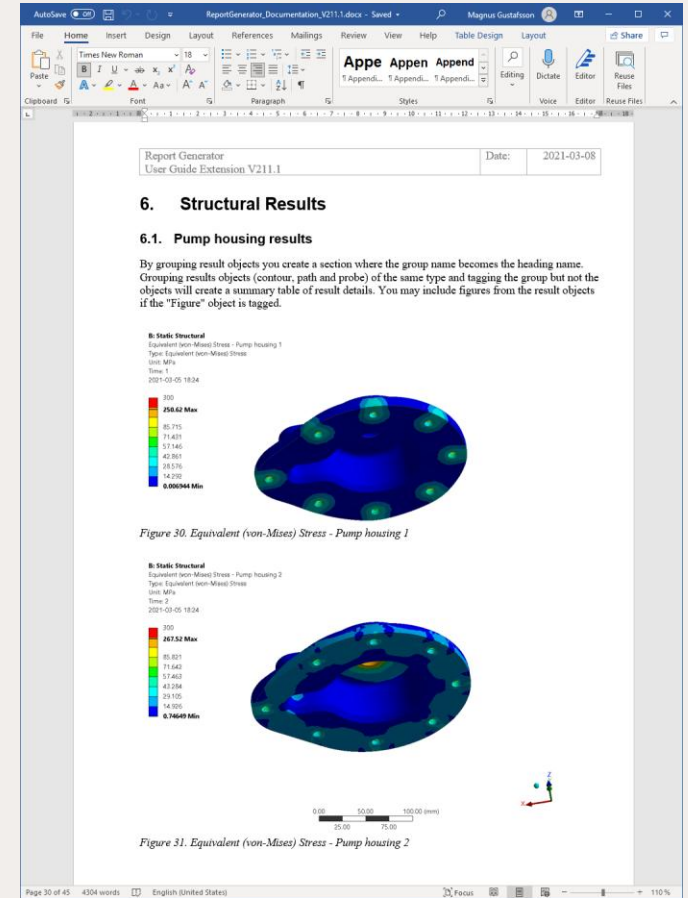 AutoSave Off ReportGenerator_Documentation_V211.1.docx - Saved Magnus Gustafsson
File Home Insert Design Layout References Mailings Review View Help Table Design Layout Share
Times New Roman 18
Appe Appen Append
Paste Editing Dictate Editor Reuse Files
B I U ab x₂ x² A
A Aa A A
¶ Appendi... ¶ Appendi... ¶ Appendi...
Clipboard Font Paragraph Styles Voice Editor Reuse Files
Report Generator Date: 2021-03-08
User Guide Extension V211.1
6. Structural Results
6.1. Pump housing results
By grouping result objects you create a section where the group name becomes the heading name.
Grouping results objects (contour, path and probe) of the same type and tagging the group but not the
objects will create a summary table of result details. You may include figures from the result objects
if the "Figure" object is tagged.
B: Static Structural
Equivalent (von-Mises) Stress - Pump housing 1
Type: Equivalent (von-Mises) Stress
Unit: MPa
Time: 1
2021-03-05 18:24
300
250.62 Max
85.715
71.431
57.146
42.861
28.576
14.292
0.006944 Min
Figure 30. Equivalent (von-Mises) Stress - Pump housing 1
B: Static Structural
Equivalent (von-Mises) Stress - Pump housing 2
Type: Equivalent (von-Mises) Stress
Unit: MPa
Time: 2
2021-03-05 18:24
300
267.52 Max
85.821
71.642
57.463
43.284
29.105
14.926
0.74649 Min
Z
X
0.00 50.00 100.00 (mm)
25.00 75.00
Figure 31. Equivalent (von-Mises) Stress - Pump housing 2
Page 30 of 45 4304 words English (United States) Focus 110%